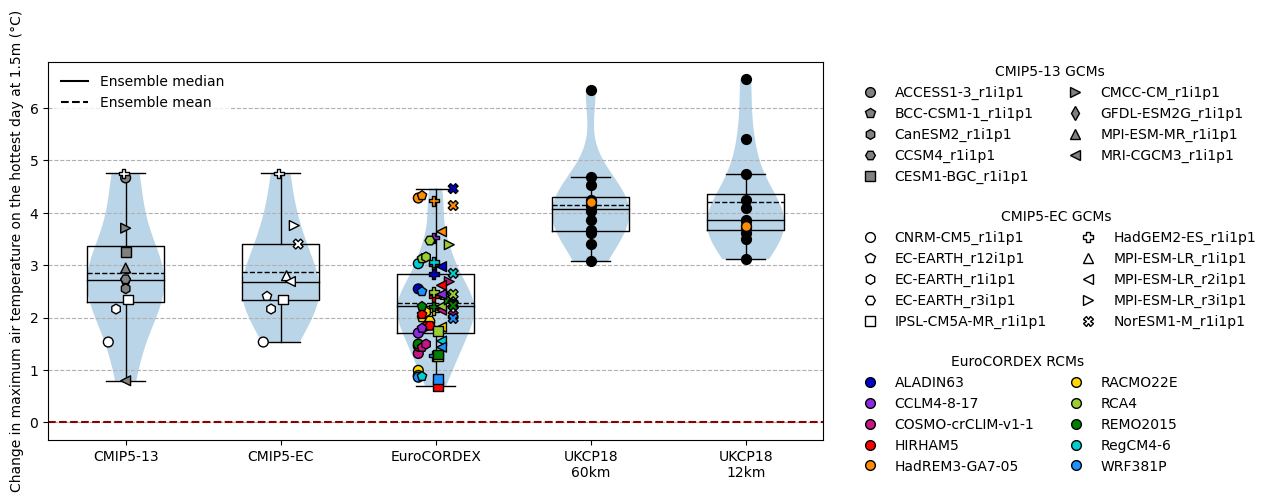 Change in maximum air temperature on the hottest day at 1.5m (°C)
Ensemble median
Ensemble mean
6
5
4
3
2
1
0
CMIP5-13
CMIP5-EC
EuroCORDEX
UKCP18
60km
UKCP18
12km
CMIP5-13 GCMs
ACCESS1-3_r1i1p1
BCC-CSM1-1_r1i1p1
CanESM2_r1i1p1
CCSM4_r1i1p1
CESM1-BGC_r1i1p1
CMCC-CM_r1i1p1
GFDL-ESM2G_r1i1p1
MPI-ESM-MR_r1i1p1
MRI-CGCM3_r1i1p1
CMIP5-EC GCMs
CNRM-CM5_r1i1p1
EC-EARTH_r12i1p1
EC-EARTH_r1i1p1
EC-EARTH_r3i1p1
IPSL-CM5A-MR_r1i1p1
HadGEM2-ES_r1i1p1
MPI-ESM-LR_r1i1p1
MPI-ESM-LR_r2i1p1
MPI-ESM-LR_r3i1p1
NorESM1-M_r1i1p1
EuroCORDEX RCMs
ALADIN63
CCLM4-8-17
COSMO-crCLIM-v1-1
HIRHAM5
HadREM3-GA7-05
RACMO22E
RCA4
REMO2015
RegCM4-6
WRF381P